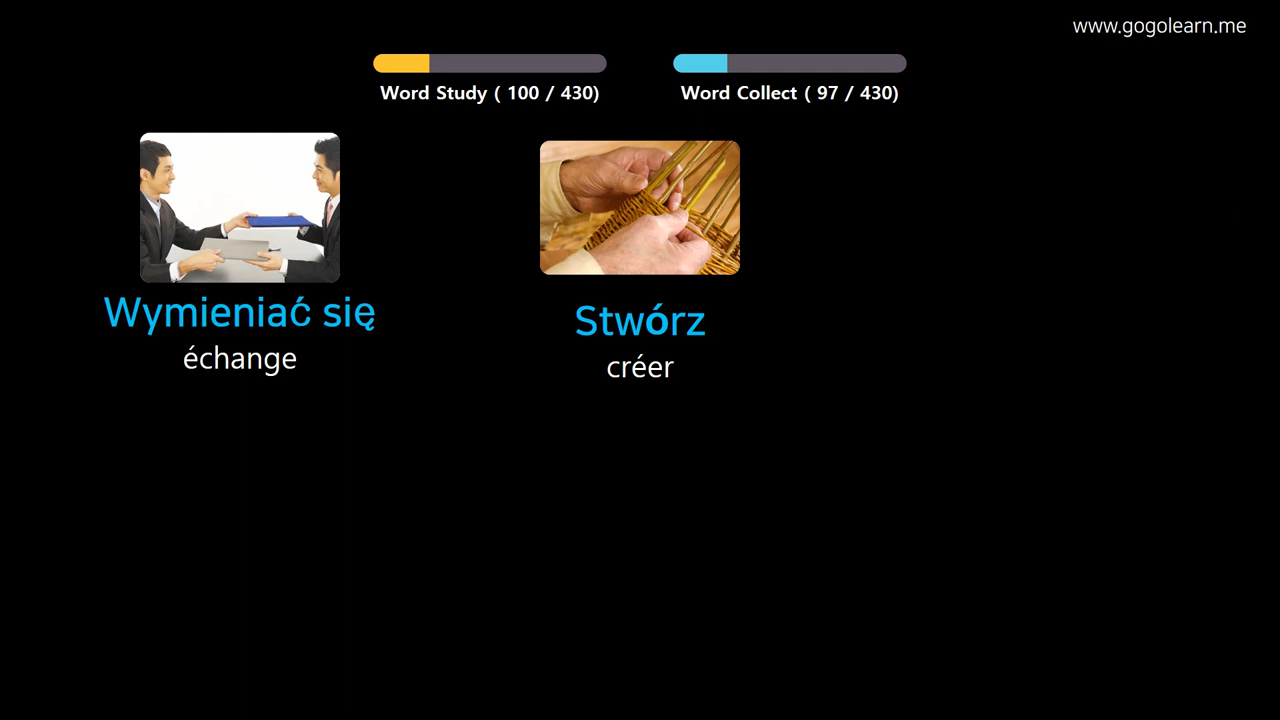 www.gogolearn.me
Word Study ( 100 / 430)
Word Collect ( 97 / 430)
Wymieniać się
échange
Stwórz
créer